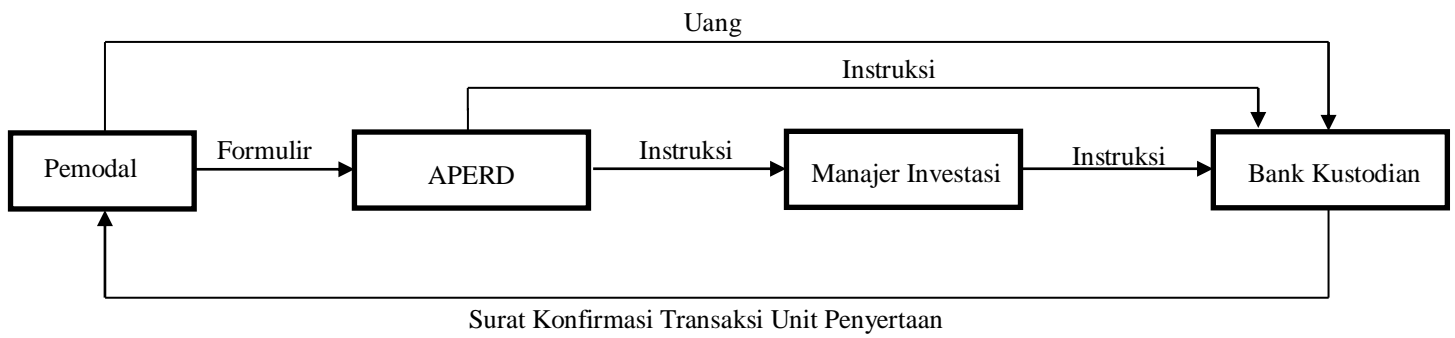 Uang
Instruksi
Pemodal
Formulir
APERD
Instruksi
Manajer Investasi
Instruksi
Bank Kustodian
Surat Konfirmasi Transaksi Unit Penyertaan